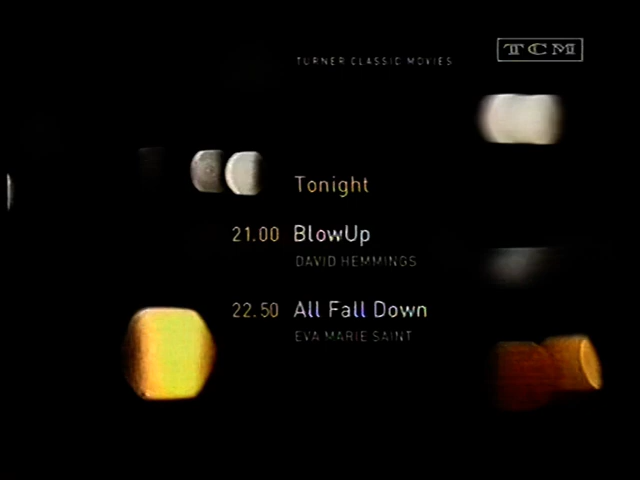 TURNER CLASSIC MOVIES
TCM
Tonight
21.00 BlowUp
DAVID HEMMINGS
22.50 All Fall Down
EVA MARIE SAINT